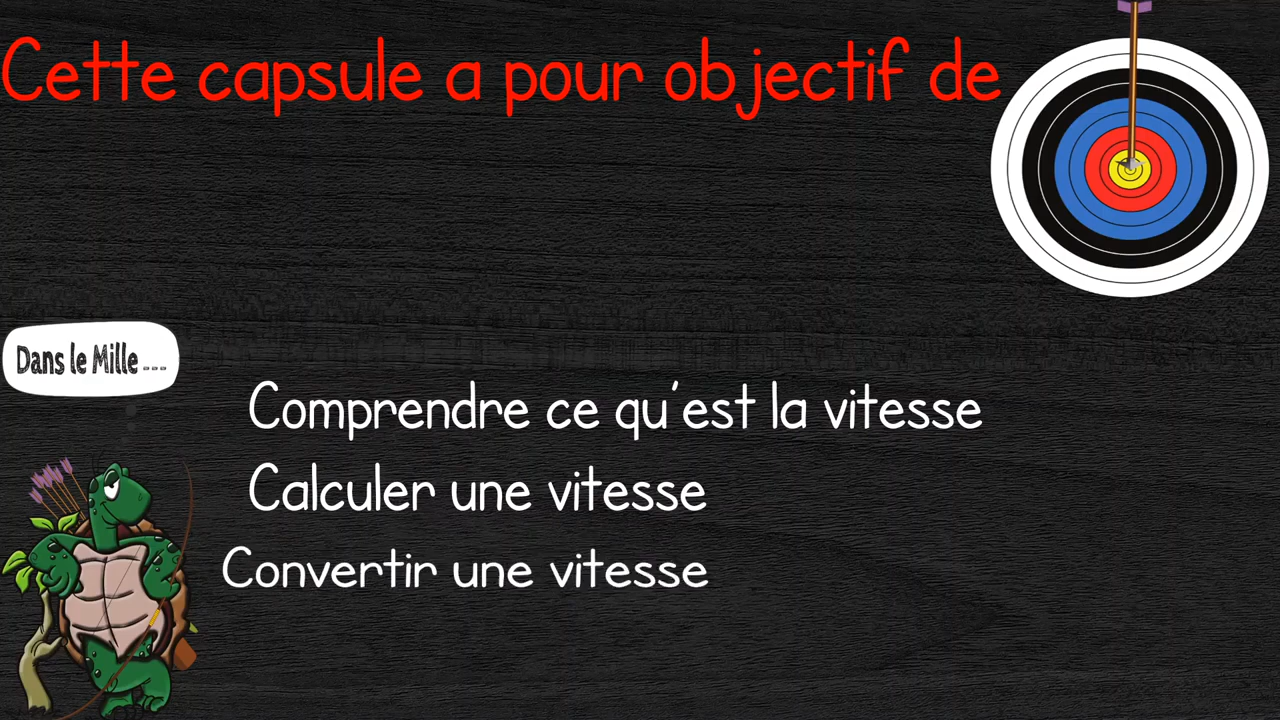 Cette capsule a pour objectif de
Dans le Mille ...
Comprendre ce qu'est la vitesse
Calculer une vitesse
Convertir une vitesse